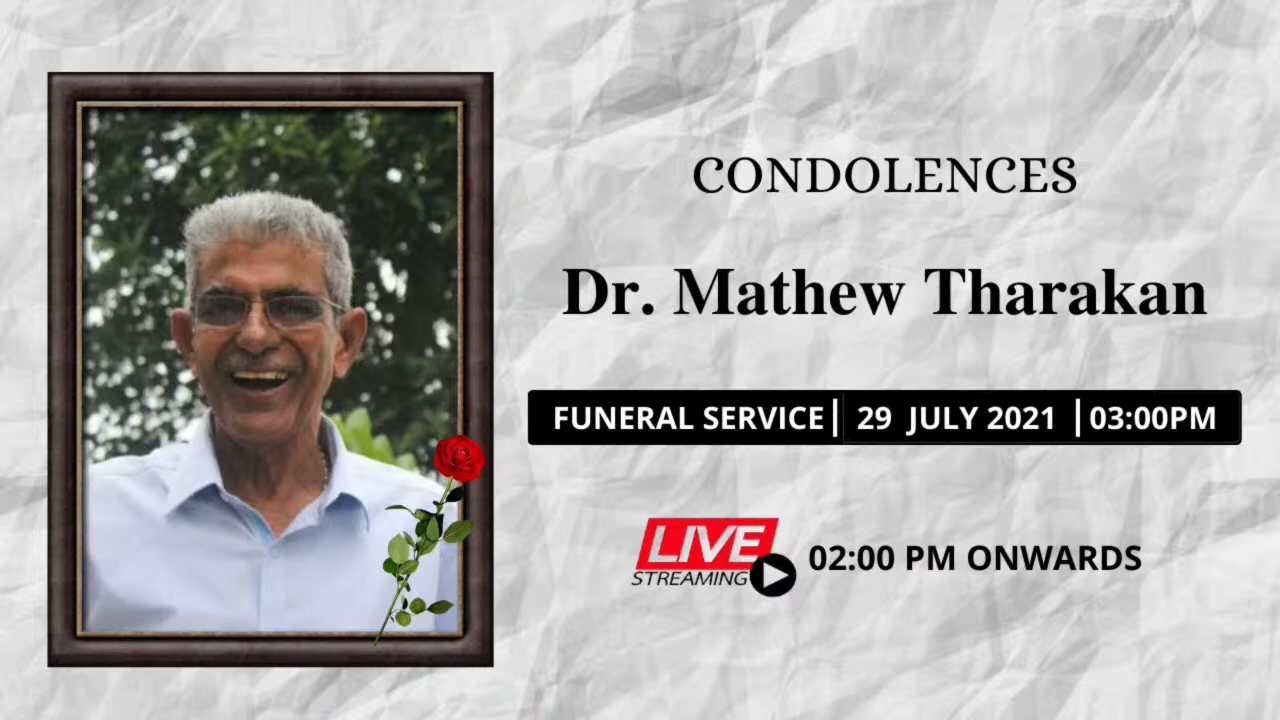 CONDOLENCES
Dr. Mathew Tharakan
FUNERAL SERVICE| 29 JULY 2021 |03:00PM
LIVE
STREAMING
02:00 PM ONWARDS